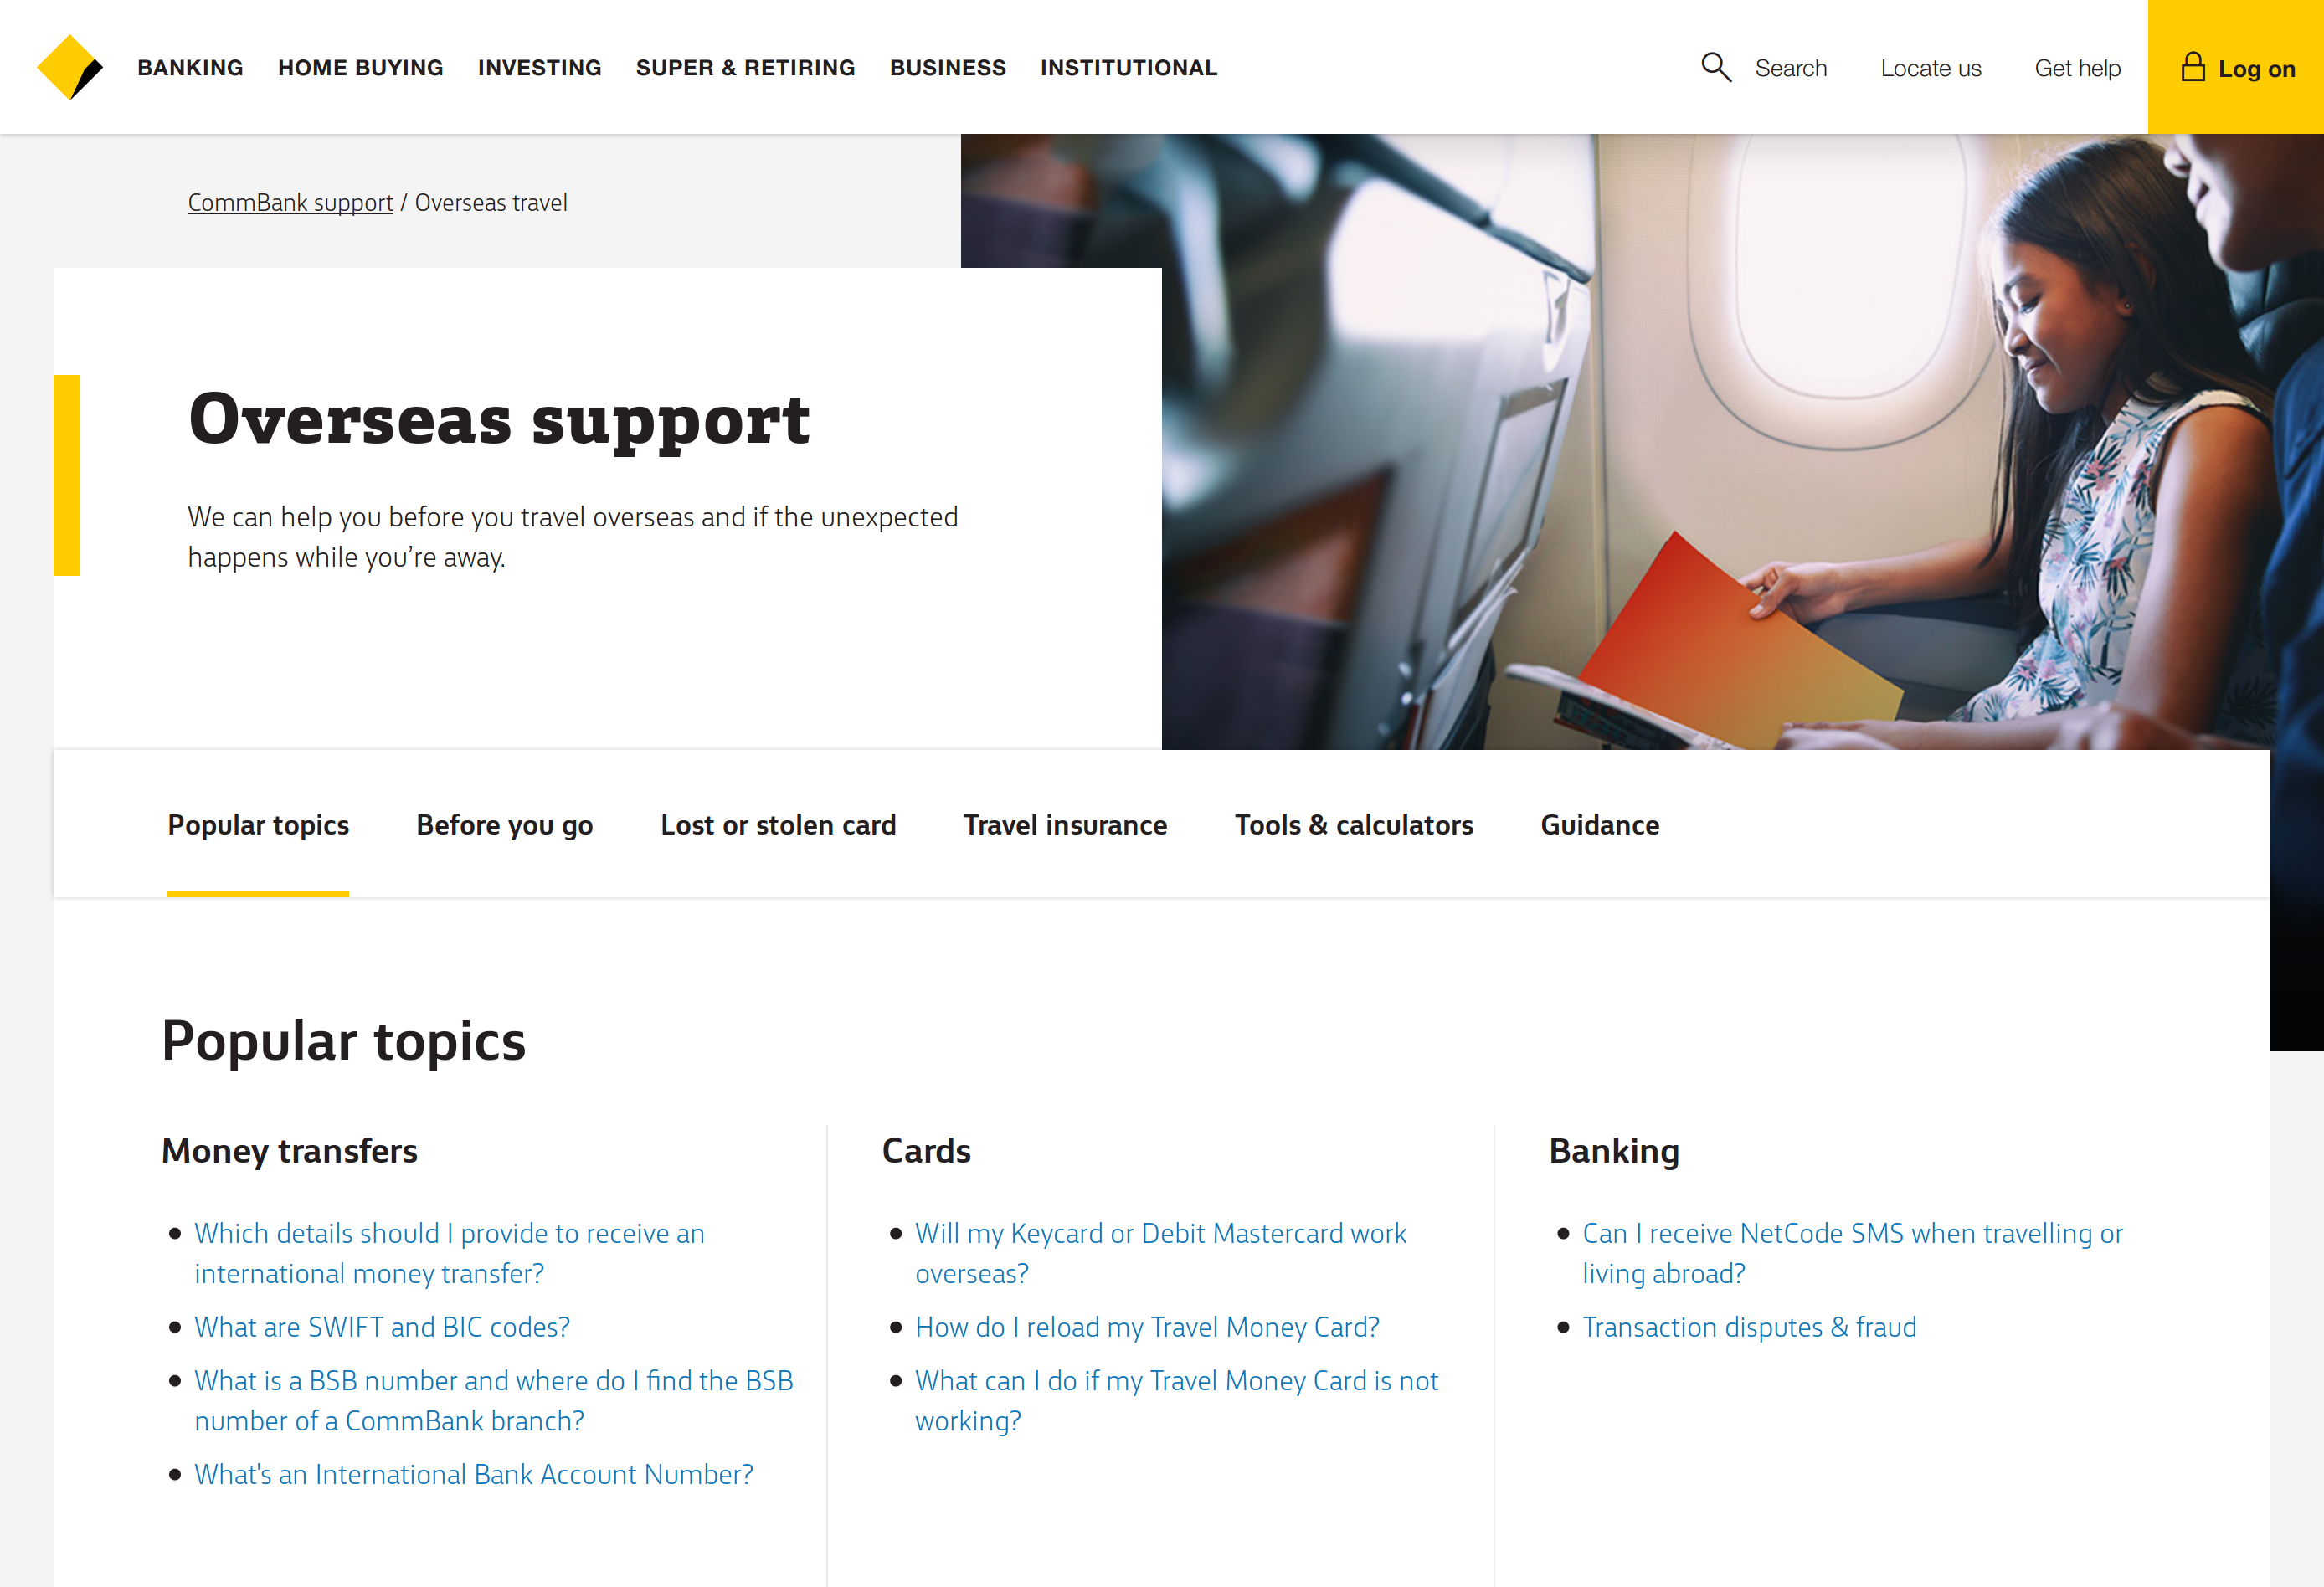 BANKING HOME BUYING INVESTING SUPER & RETIRING BUSINESS INSTITUTIONAL Search Locate us Get help Log on
CommBank support / Overseas travel
Overseas support
We can help you before you travel overseas and if the unexpected
happens while you’re away.
Popular topics Before you go Lost or stolen card Travel insurance Tools & calculators Guidance
Popular topics
Money transfers
Which details should I provide to receive an
international money transfer?
What are SWIFT and BIC codes?
What is a BSB number and where do I find the BSB
number of a CommBank branch?
What's an International Bank Account Number?
Cards
Will my Keycard or Debit Mastercard work
overseas?
How do I reload my Travel Money Card?
What can I do if my Travel Money Card is not
working?
Banking
Can I receive NetCode SMS when travelling or
living abroad?
Transaction disputes & fraud